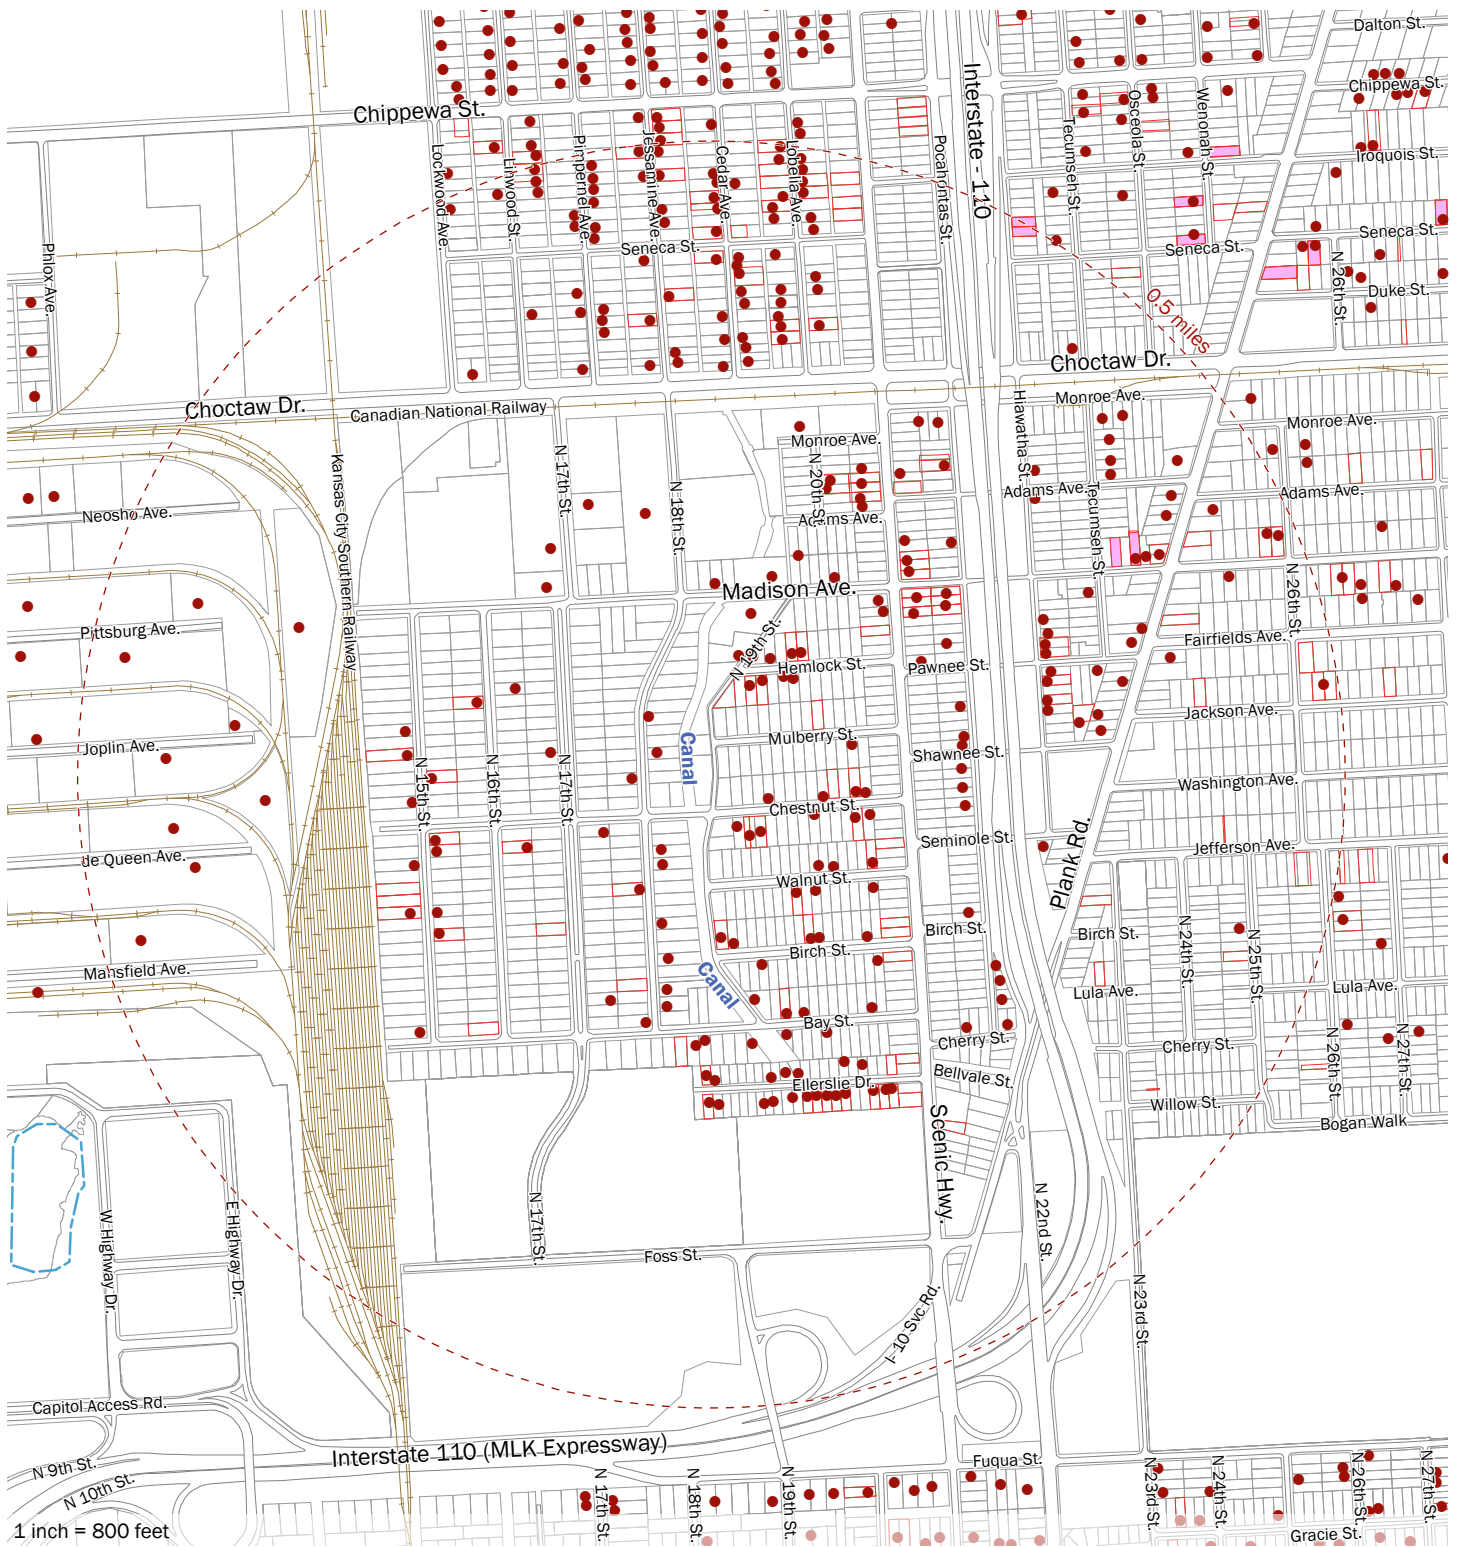 Dalton St.
Chippewa St.
Chippewa St.
Interstate - 110
Osceola St.
Wenonah St.
Tecumseh St.
Iroquois St.
Lockwood Ave.
Linwood St.
Pimpernel Ave.
Jessamine Ave.
Cedar Ave.
Lobelia Ave.
Pocahontas St.
Seneca St.
Seneca St.
Seneca St.
Phlox Ave.
N 26th St.
Duke St.
0.5 miles
Choctaw Dr.
Choctaw Dr.
Canadian National Railway
Monroe Ave.
Monroe Ave.
Monroe Ave.
Hiawatha St.
Kansas City Southern Railway
N 17th St.
N 18th St.
N 20th St.
Adams Ave.
Adams Ave.
Adams Ave.
Tecumseh St.
Neosho Ave.
Madison Ave.
N 26th St.
Pittsburg Ave.
N 19th St.
Fairfields Ave.
Hemlock St.
Pawnee St.
Jackson Ave.
Joplin Ave.
Canal
Mulberry St.
Shawnee St.
N 15th St.
N 16th St.
N 17th St.
Washington Ave.
Chestnut St.
Seminole St.
Plank Rd.
Jefferson Ave.
de Queen Ave.
Walnut St.
Birch St.
Birch St.
Birch St.
N 24th St.
N 25th St.
Mansfield Ave.
Canal
Lula Ave.
Lula Ave.
Bay St.
Cherry St.
Cherry St.
N 26th St.
N 27th St.
Ellerslie Dr.
Bellvale St.
Willow St.
Bogan Walk
Scenic Hwy.
W Highway Dr.
E Highway Dr.
N 17th St.
N 22nd St.
Foss St.
N 23rd St.
I- 10 Svc Rd.
Capitol Access Rd.
Interstate 110 (MLK Expressway)
N 9th St.
N 10th St.
Fuqua St.
N 17th St.
N 18th St.
N 19th St.
N 23rd St.
N 24th St.
N 26th St.
N 27th St.
1 inch = 800 feet
Gracie St.